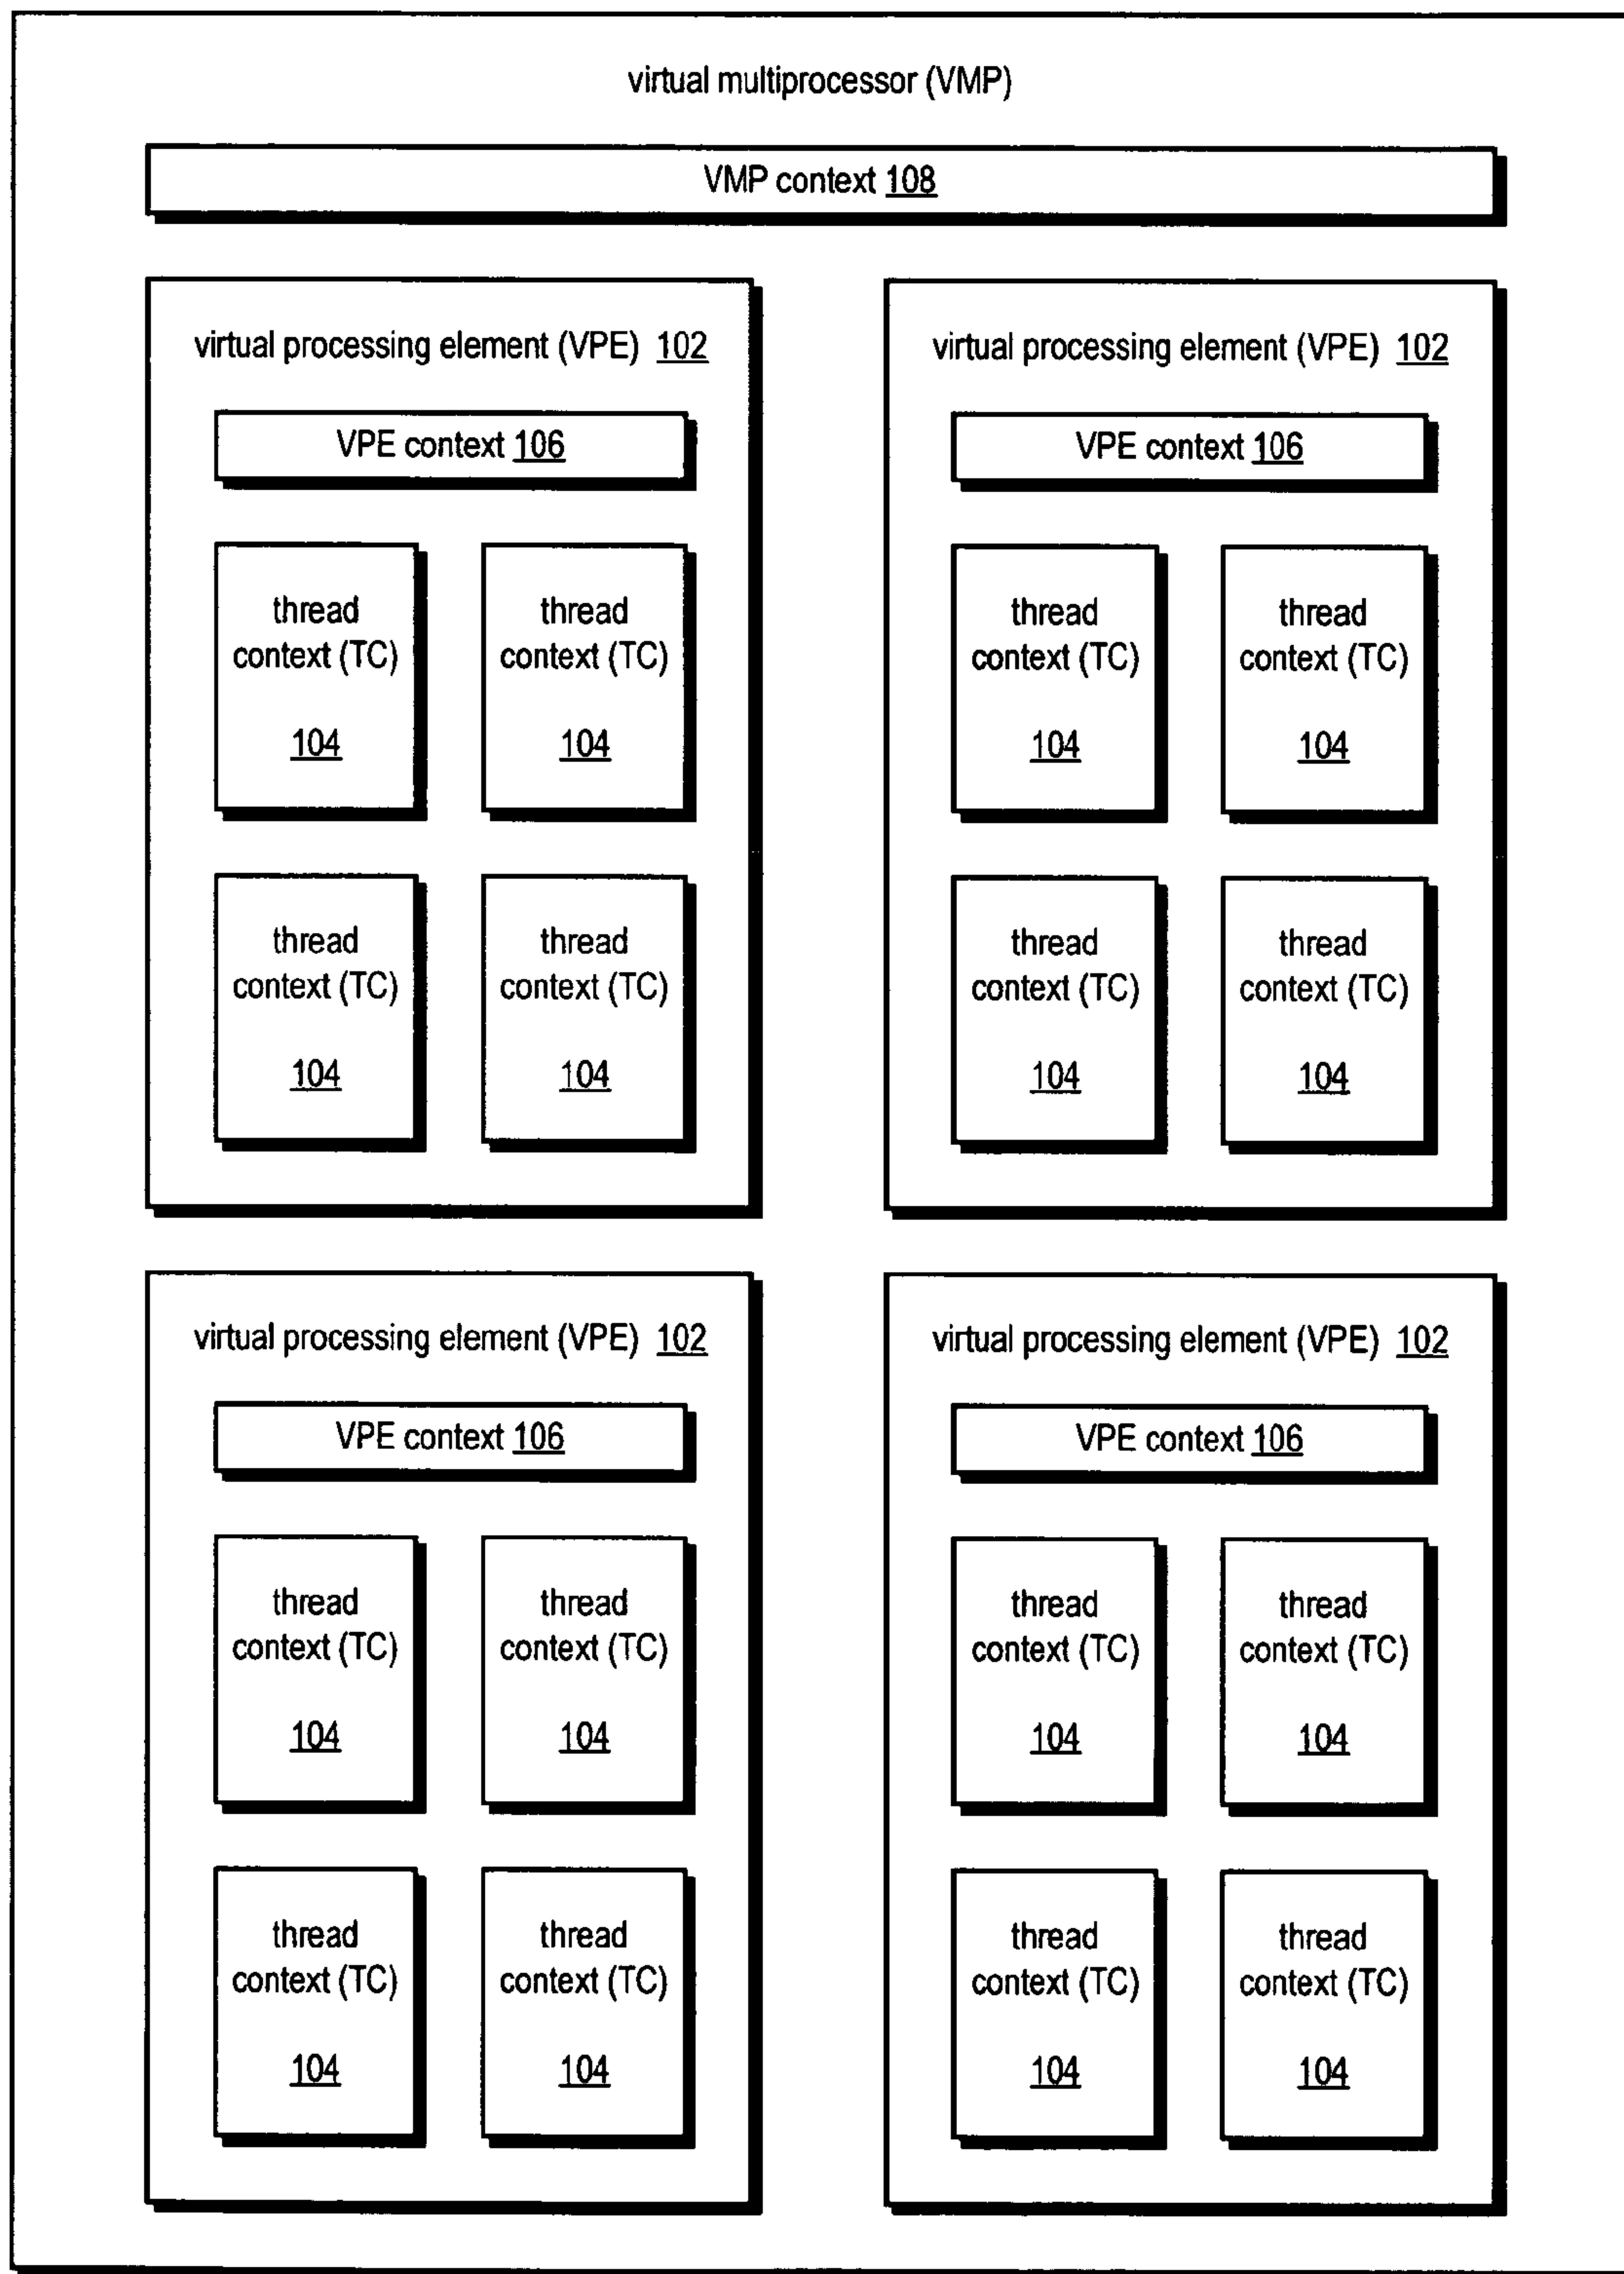 virtual multiprocessor (VMP)
VMP context 108
virtual processing element (VPE) 102
VPE context 106
thread
context (TC)
104
thread
context (TC)
104
thread
context (TC)
104
thread
context (TC)
104
virtual processing element (VPE) 102
VPE context 106
thread
context (TC)
104
thread
context (TC)
104
thread
context (TC)
104
thread
context (TC)
104
virtual processing element (VPE) 102
VPE context 106
thread
context (TC)
104
thread
context (TC)
104
thread
context (TC)
104
thread
context (TC)
104
virtual processing element (VPE) 102
VPE context 106
thread
context (TC)
104
thread
context (TC)
104
thread
context (TC)
104
thread
context (TC)
104